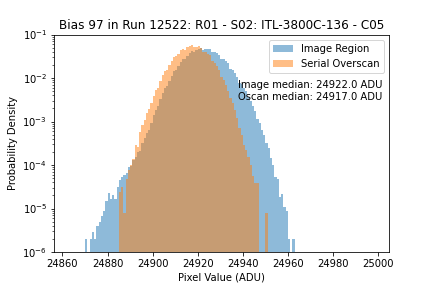 Bias 97 in Run 12522: R01 - S02: ITL-3800C-136 - C05
Image Region
Serial Overscan
Image median: 24922.0 ADU
Oscan median: 24917.0 ADU
Probability Density
10⁻¹
10⁻²
10⁻³
10⁻⁴
10⁻⁵
10⁻⁶
24860 24880 24900 24920 24940 24960 24980 25000
Pixel Value (ADU)